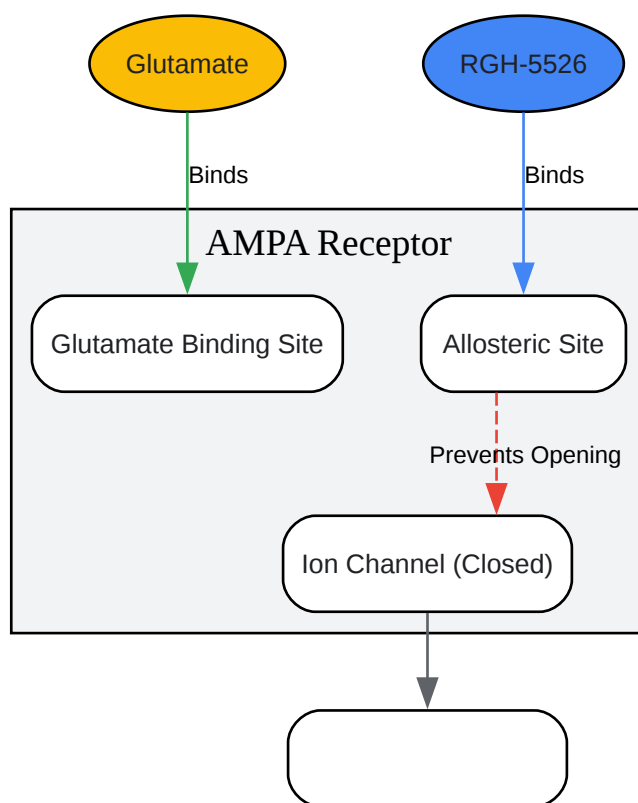 Glutamate
RGH-5526
Binds
Binds
AMPA Receptor
Glutamate Binding Site
Allosteric Site
Prevents Opening
Ion Channel (Closed)